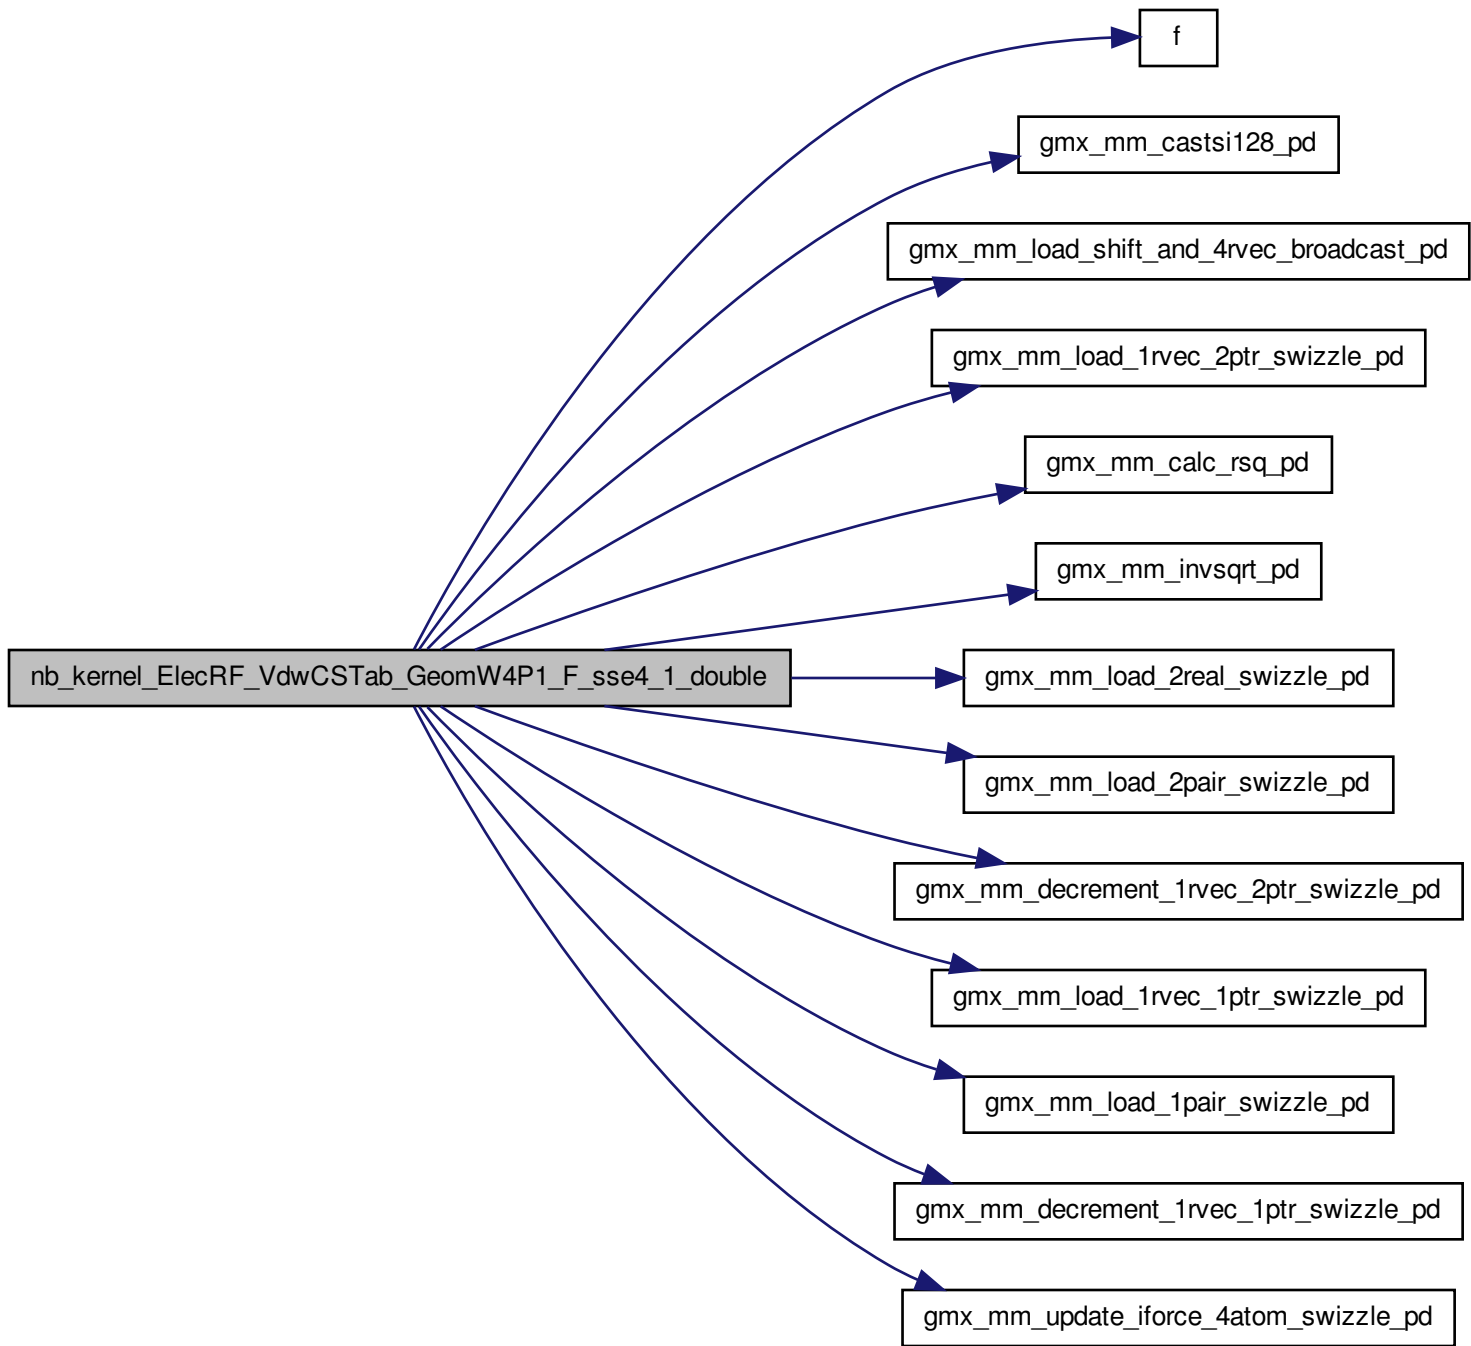 f
gmx_mm_castsi128_pd
gmx_mm_load_shift_and_4rvec_broadcast_pd
gmx_mm_load_1rvec_2ptr_swizzle_pd
gmx_mm_calc_rsq_pd
gmx_mm_invsqrt_pd
nb_kernel_ElecRF_VdwCSTab_GeomW4P1_F_sse4_1_double
gmx_mm_load_2real_swizzle_pd
gmx_mm_load_2pair_swizzle_pd
gmx_mm_decrement_1rvec_2ptr_swizzle_pd
gmx_mm_load_1rvec_1ptr_swizzle_pd
gmx_mm_load_1pair_swizzle_pd
gmx_mm_decrement_1rvec_1ptr_swizzle_pd
gmx_mm_update_iforce_4atom_swizzle_pd